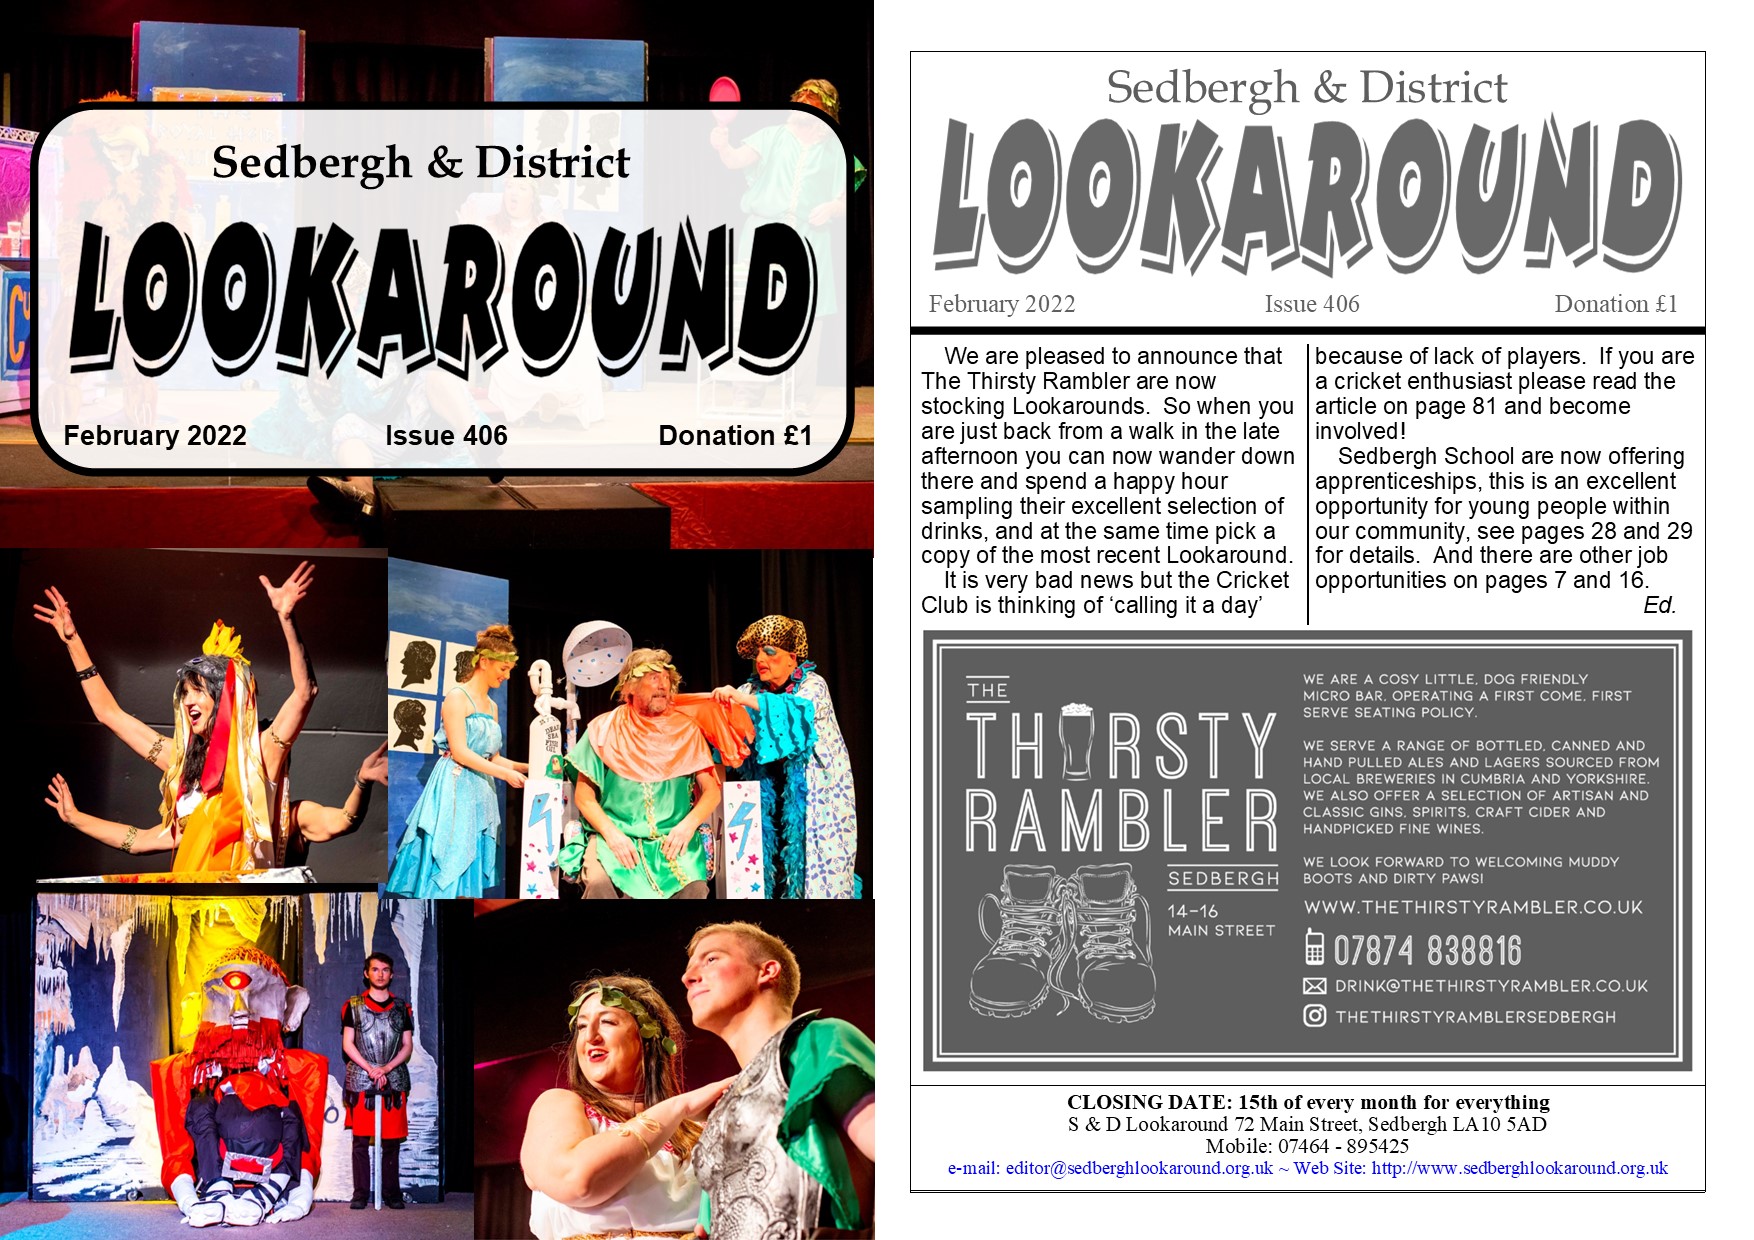 Sedbergh & District
LOOKAROUND
February 2022 Issue 406 Donation £1
Sedbergh & District
LOOKAROUND
February 2022 Issue 406 Donation £1
We are pleased to announce that
The Thirsty Rambler are now
stocking Lookarounds. So when you
are just back from a walk in the late
afternoon you can now wander down
there and spend a happy hour
sampling their excellent selection of
drinks, and at the same time pick a
copy of the most recent Lookaround.
It is very bad news but the Cricket
Club is thinking of ‘calling it a day’
because of lack of players. If you are
a cricket enthusiast please read the
article on page 81 and become
involved!
Sedbergh School are now offering
apprenticeships, this is an excellent
opportunity for young people within
our community, see pages 28 and 29
for details. And there are other job
opportunities on pages 7 and 16.
Ed.
THE
THIRSTY
RAMBLER
SEDBERGH
14-16
MAIN STREET
WE ARE A COSY LITTLE, DOG FRIENDLY
MICRO BAR, OPERATING A FIRST COME, FIRST
SERVE SEATING POLICY.
WE SERVE A RANGE OF BOTTLED, CANNED AND
HAND PULLED ALES AND LAGERS SOURCED FROM
LOCAL BREWERIES IN CUMBRIA AND YORKSHIRE.
WE ALSO OFFER A SELECTION OF ARTISAN AND
CLASSIC GINS, SPIRITS, CRAFT CIDER AND
HANDPICKED FINE WINES.
WE LOOK FORWARD TO WELCOMING MUDDY
BOOTS AND DIRTY PAWS!
WWW.THETHIRSTYRAMBLER.CO.UK
07874 838816
DRINK@THETHIRSTYRAMBLER.CO.UK
THETHIRSTYRAMBLERSEDBERGH
CLOSING DATE: 15th of every month for everything
S & D Lookaround 72 Main Street, Sedbergh LA10 5AD
Mobile: 07464 - 895425
e-mail: editor@sedberghlookaround.org.uk ~ Web Site: http://www.sedberghlookaround.org.uk